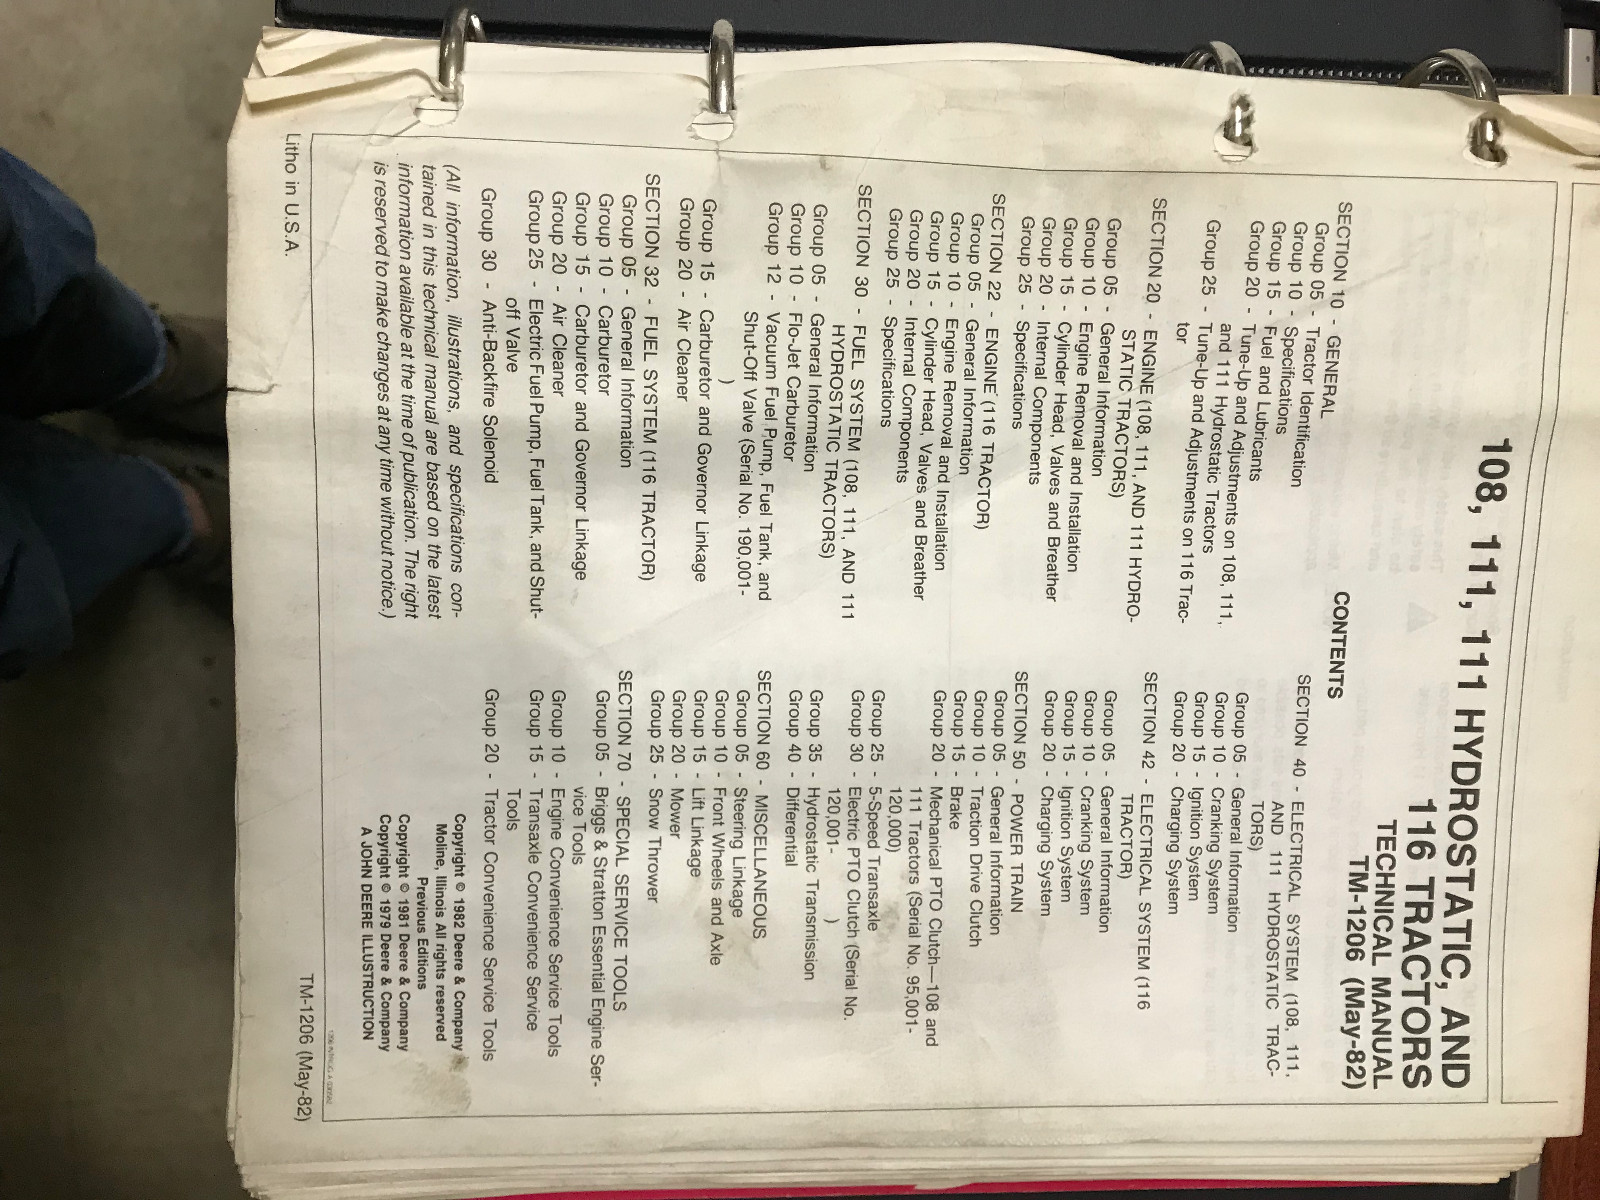 108, 111, 111 HYDROSTATIC, AND
116 TRACTORS
TECHNICAL MANUAL
TM-1206 (May-82)
CONTENTS
SECTION 10 - GENERAL
Group 05 - Tractor Identification
Group 10 - Specifications
Group 15 - Fuel and Lubricants
Group 20 - Tune-Up and Adjustments on 108, 111,
and 111 Hydrostatic Tractors
Group 25 - Tune-Up and Adjustments on 116 Trac-
tor
SECTION 20 - ENGINE (108, 111, AND 111 HYDRO-
STATIC TRACTORS)
Group 05 - General Information
Group 10 - Engine Removal and Installation
Group 15 - Cylinder Head, Valves and Breather
Group 20 - Internal Components
Group 25 - Specifications
SECTION 22 - ENGINE (116 TRACTOR)
Group 05 - General Information
Group 10 - Engine Removal and Installation
Group 15 - Cylinder Head, Valves and Breather
Group 20 - Internal Components
Group 25 - Specifications
SECTION 30 - FUEL SYSTEM (108, 111, AND 111
HYDROSTATIC TRACTORS)
Group 05 - General Information
Group 10 - Flo-Jet Carburetor
Group 12 - Vacuum Fuel Pump, Fuel Tank, and
Shut-Off Valve (Serial No. 190,001-
)
Group 15 - Carburetor and Governor Linkage
Group 20 - Air Cleaner
SECTION 32 - FUEL SYSTEM (116 TRACTOR)
Group 05 - General Information
Group 10 - Carburetor
Group 15 - Carburetor and Governor Linkage
Group 20 - Air Cleaner
Group 25 - Electric Fuel Pump, Fuel Tank, and Shut-
off Valve
Group 30 - Anti-Backfire Solenoid
(All information, illustrations, and specifications con-
tained in this technical manual are based on the latest
information available at the time of publication. The right
is reserved to make changes at any time without notice.)
SECTION 40 - ELECTRICAL SYSTEM (108, 111,
AND 111 HYDROSTATIC TRAC-
TORS)
Group 05 - General Information
Group 10 - Cranking System
Group 15 - Ignition System
Group 20 - Charging System
SECTION 42 - ELECTRICAL SYSTEM (116
TRACTOR)
Group 05 - General Information
Group 10 - Cranking System
Group 15 - Ignition System
Group 20 - Charging System
SECTION 50 - POWER TRAIN
Group 05 - General Information
Group 10 - Traction Drive Clutch
Group 15 - Brake
Group 20 - Mechanical PTO Clutch—108 and
111 Tractors (Serial No. 95,001-
120,000)
Group 25 - 5-Speed Transaxle
Group 30 - Electric PTO Clutch (Serial No.
120,001- )
Group 35 - Hydrostatic Transmission
Group 40 - Differential
SECTION 60 - MISCELLANEOUS
Group 05 - Steering Linkage
Group 10 - Front Wheels and Axle
Group 15 - Lift Linkage
Group 20 - Mower
Group 25 - Snow Thrower
SECTION 70 - SPECIAL SERVICE TOOLS
Group 05 - Briggs & Stratton Essential Engine Ser-
vice Tools
Group 10 - Engine Convenience Service Tools
Group 15 - Transaxle Convenience Service
Tools
Group 20 - Tractor Convenience Service Tools
Copyright © 1982 Deere & Company
Moline, Illinois All rights reserved
Previous Editions
Copyright © 1981 Deere & Company
Copyright © 1979 Deere & Company
A JOHN DEERE ILLUSTRATION
Litho in U.S.A.
TM-1206 (May-82)